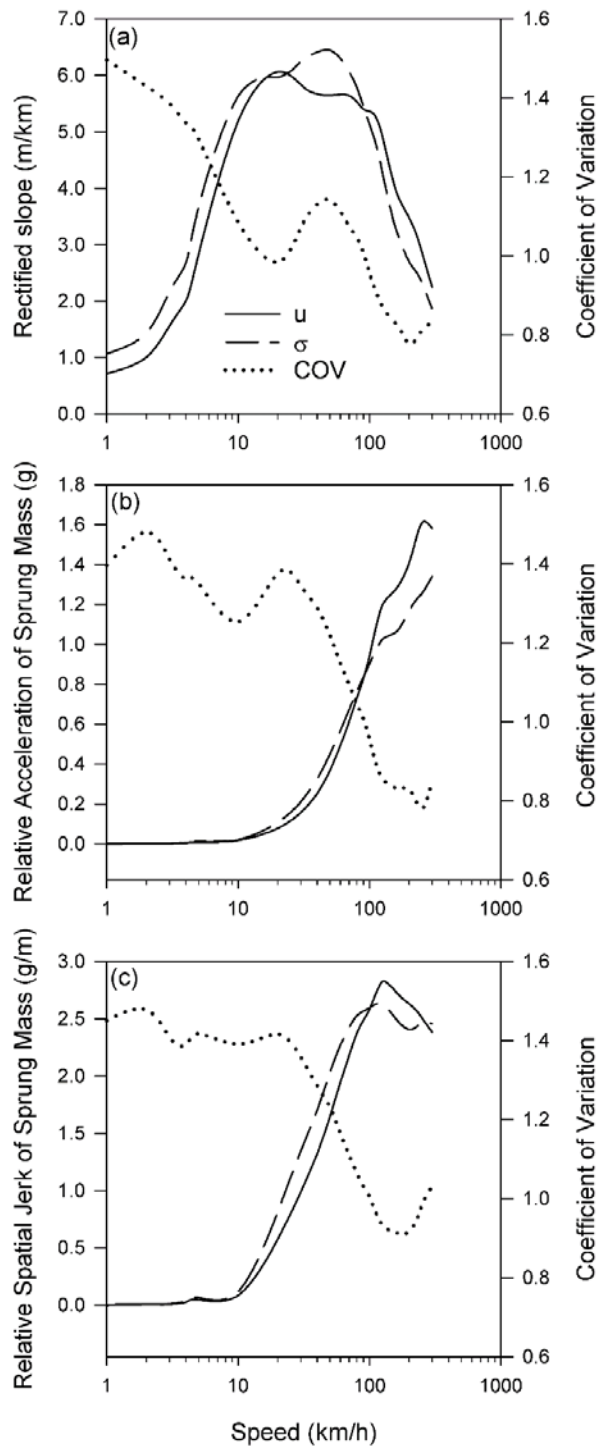 (a)
Rectified slope (m/km)
7.0
6.0
5.0
4.0
3.0
2.0
1.0
0.0
1.6
1.4
1.2
1.0
0.8
0.6
Coefficient of Variation
u
σ
COV
1 10 100 1000
(b)
Relative Acceleration of Sprung Mass (g)
1.8
1.6
1.4
1.2
1.0
0.8
0.6
0.4
0.2
0.0
1.6
1.4
1.2
1.0
0.8
0.6
Coefficient of Variation
1 10 100 1000
(c)
Relative Spatial Jerk of Sprung Mass (g/m)
3.0
2.5
2.0
1.5
1.0
0.5
0.0
1.6
1.4
1.2
1.0
0.8
0.6
Coefficient of Variation
1 10 100 1000
Speed (km/h)